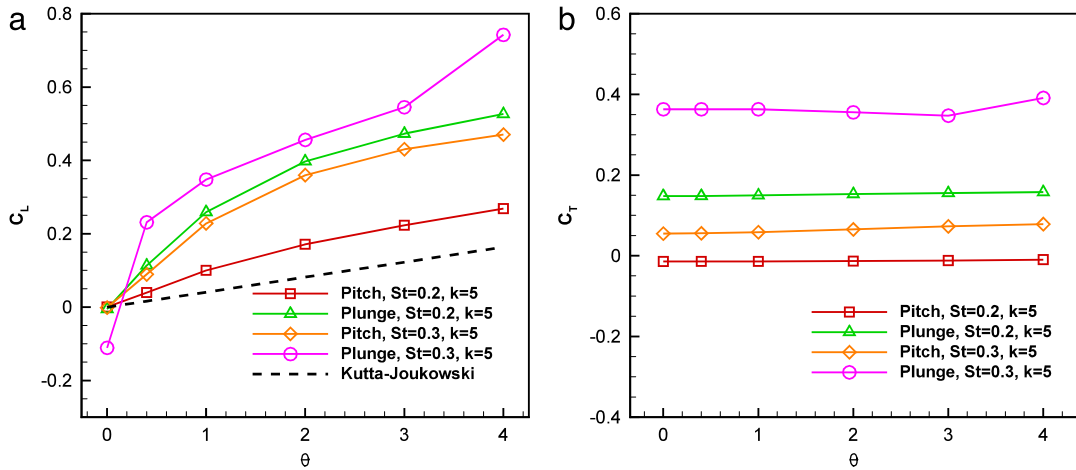 a
0.8
0.6
0.4
0.2
0
-0.2
C_L
0 1 2 3 4
θ
Pitch, St=0.2, k=5
Plunge, St=0.2, k=5
Pitch, St=0.3, k=5
Plunge, St=0.3, k=5
Kutta-Joukowski
b
0.6
0.4
0.2
0
-0.2
-0.4
C_T
0 1 2 3 4
θ
Pitch, St=0.2, k=5
Plunge, St=0.2, k=5
Pitch, St=0.3, k=5
Plunge, St=0.3, k=5